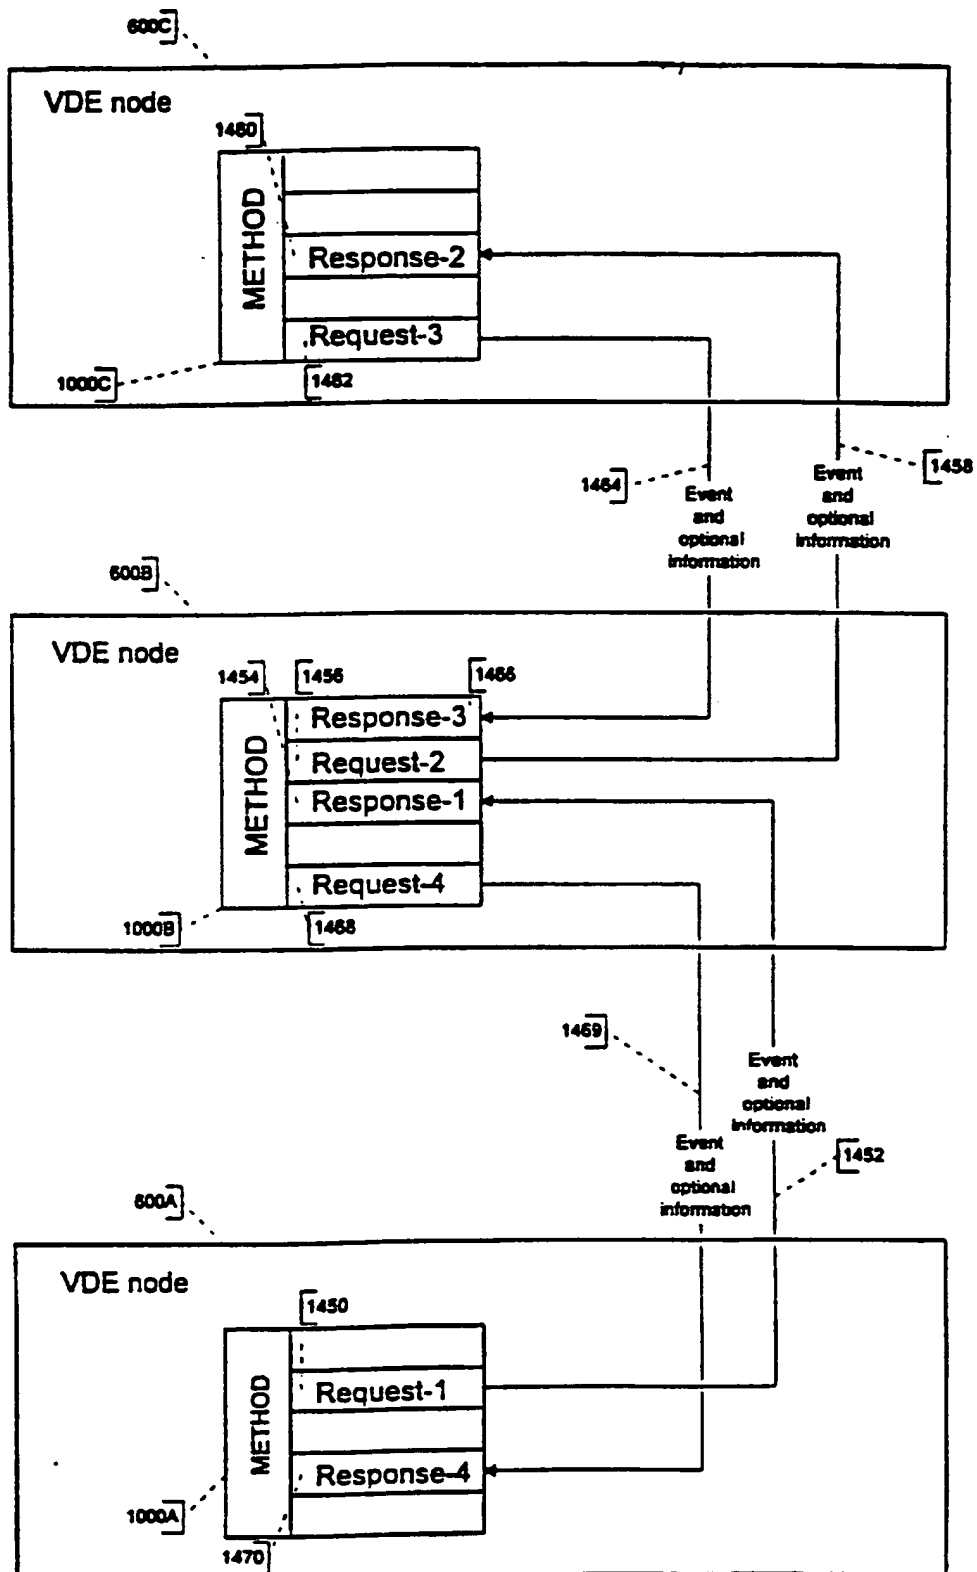 600C
VDE node
1460
METHOD
Response-2
Request-3
1000C
1462
1464
1458
Event
and
optional
information
Event
and
optional
information
600B
VDE node
1454
1456
1466
METHOD
Response-3
Request-2
Response-1
Request-4
1000B
1468
1469
Event
and
optional
information
1452
Event
and
optional
information
600A
VDE node
1450
METHOD
Request-1
Response-4
1000A
1470